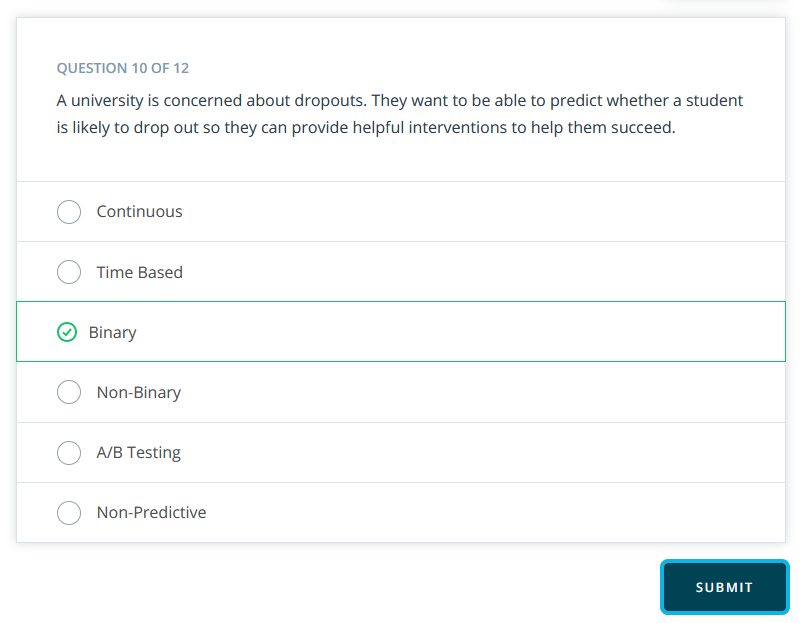 QUESTION 10 OF 12
A university is concerned about dropouts. They want to be able to predict whether a student
is likely to drop out so they can provide helpful interventions to help them succeed.
Continuous
Time Based
Binary
Non-Binary
A/B Testing
Non-Predictive
SUBMIT